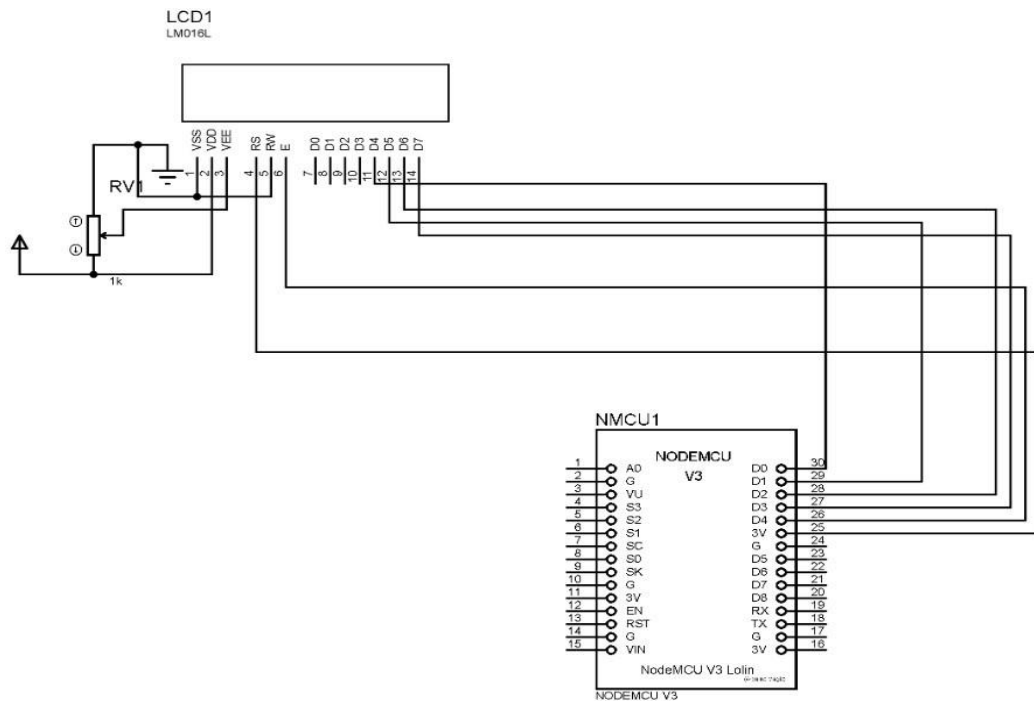 LCD1
LM016L
VSS VDD VEE RS RW E D0 D1 D2 D3 D4 D5 D6 D7
1 2 3 4 5 6 7 8 9 10 11 12 13 14
RV1
1k
NMCU1
NODEMCU
V3
1 A0 D0 30
2 G D1 29
3 VU D2 28
4 S3 D3 27
5 S2 D4 26
6 S1 3V 25
7 SC G 24
8 S0 D5 23
9 SK D6 22
10 G D7 21
11 3V D8 20
12 EN RX 19
13 RST TX 18
14 G G 17
15 VIN 3V 16
NodeMCU V3 Lolin
NODEMCU V3